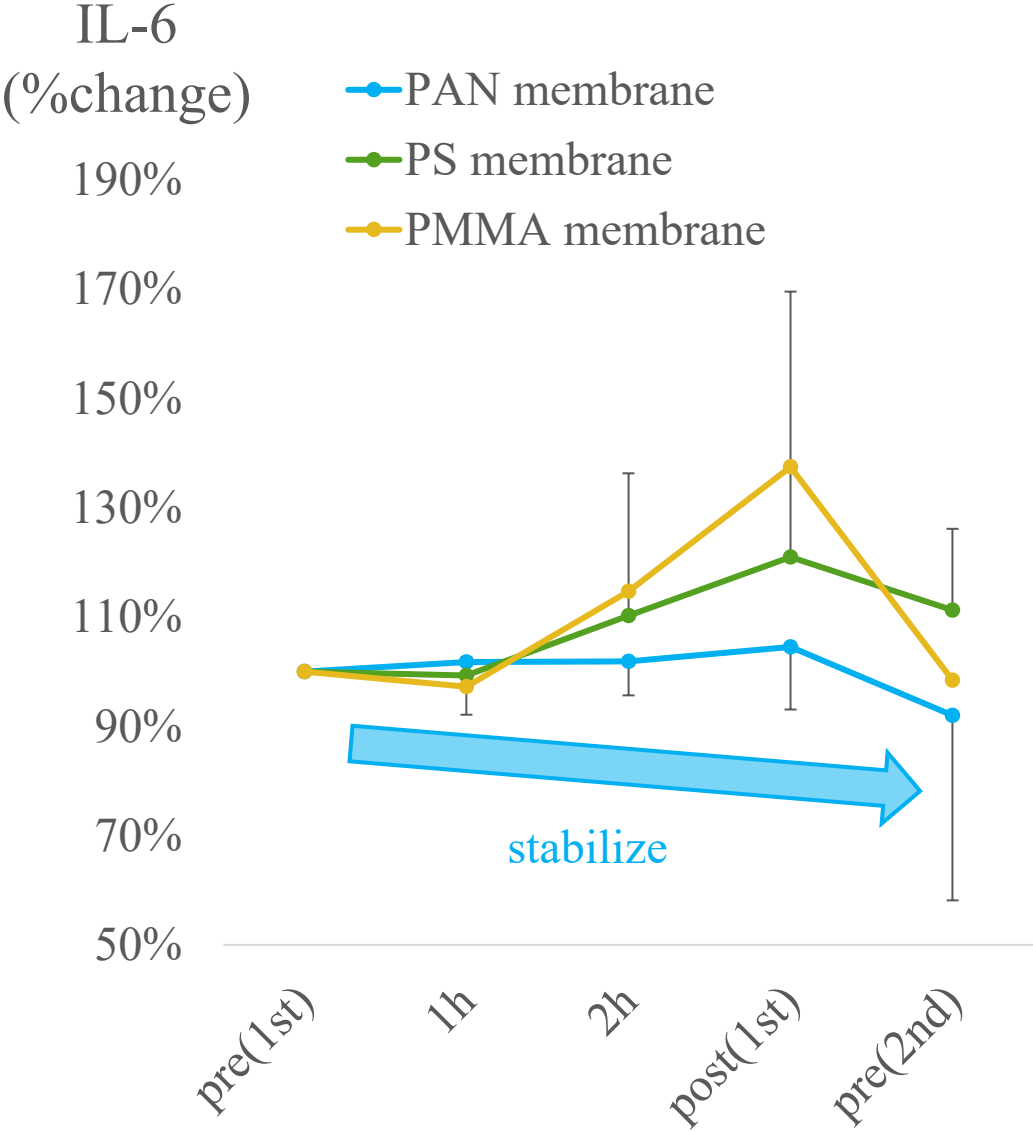 IL-6
(%change)
PAN membrane
PS membrane
PMMA membrane
190%
170%
150%
130%
110%
90%
70%
50%
stabilize
pre(1st)
1h
2h
post(1st)
pre(2nd)